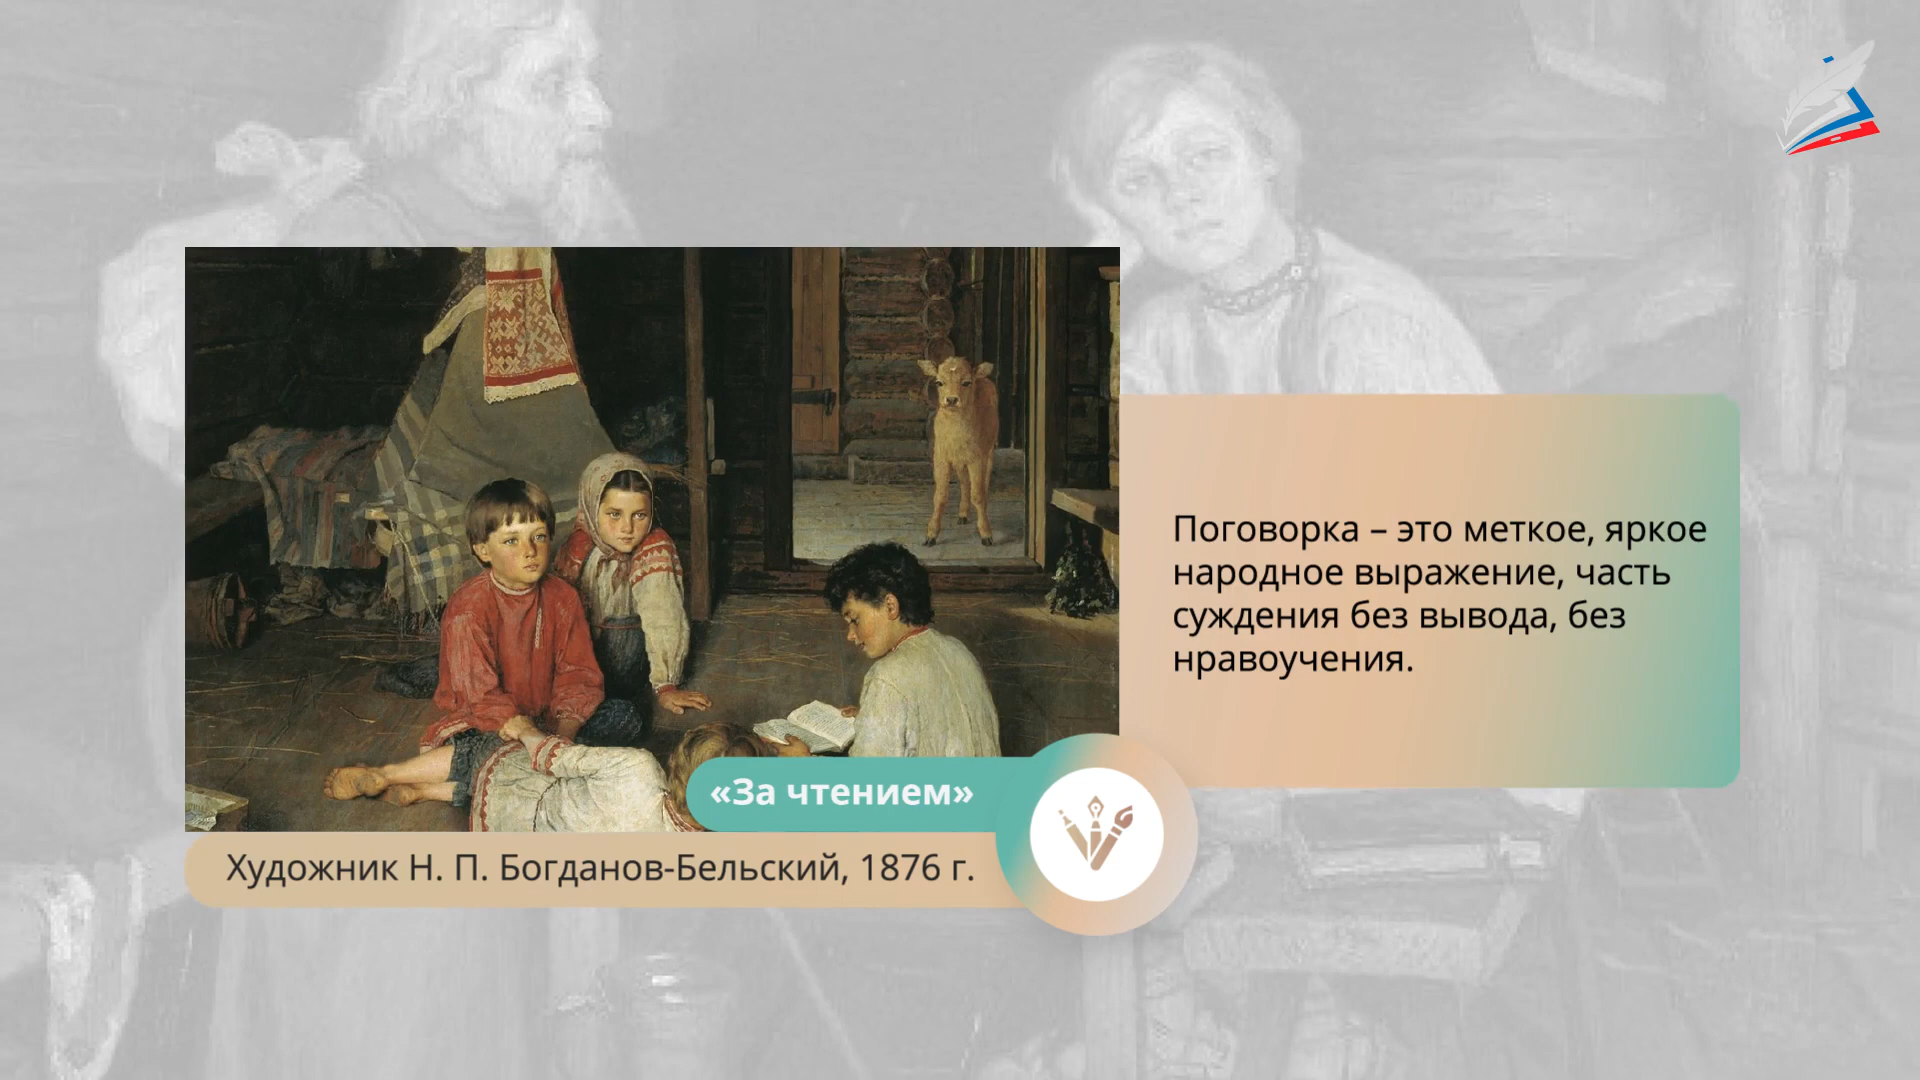 Поговорка – это меткое, яркое
народное выражение, часть
суждения без вывода, без
нравоучения.
«За чтением»
Художник Н. П. Богданов-Бельский, 1876 г.